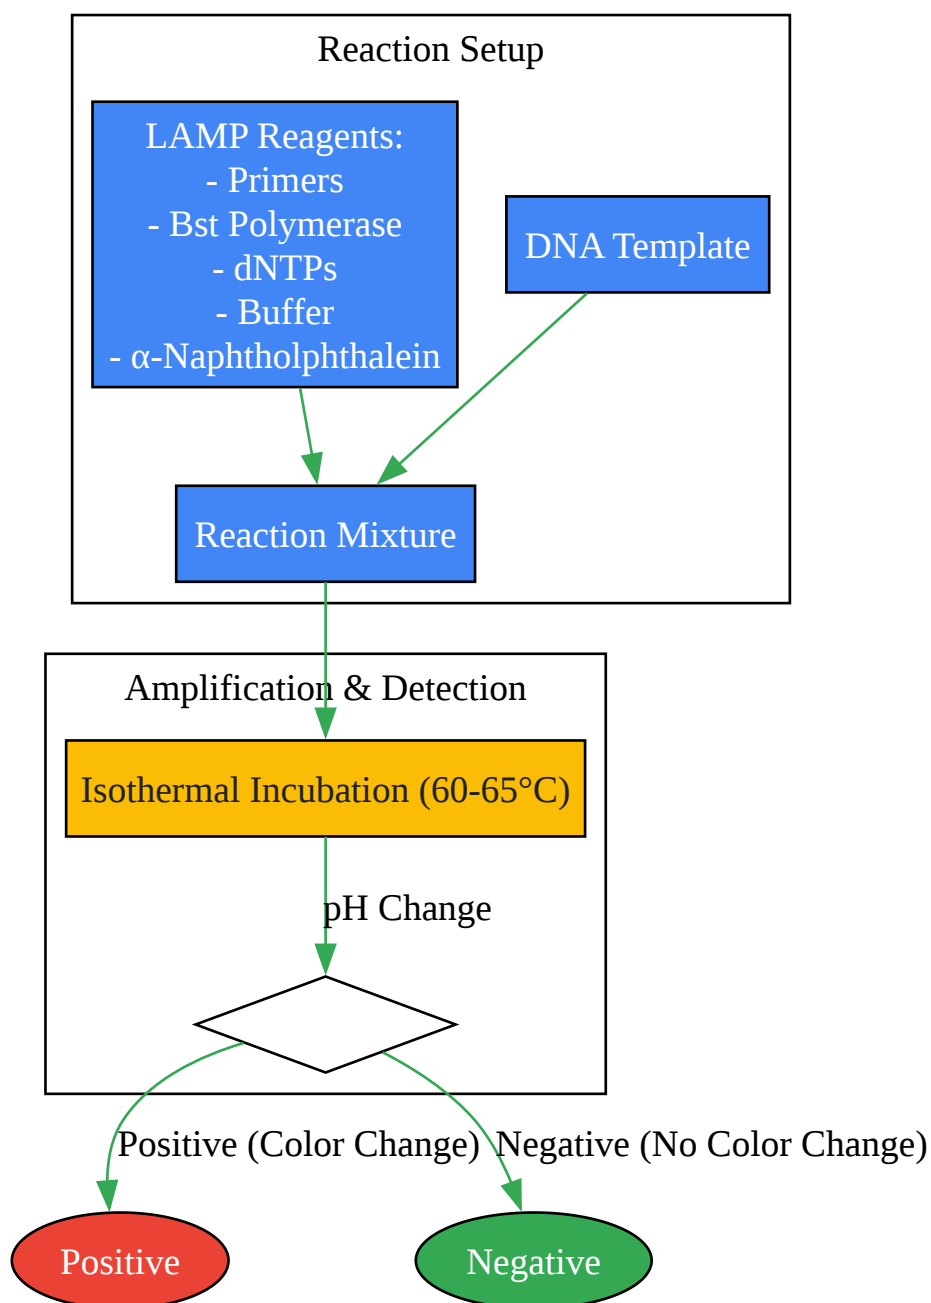 Reaction Setup
LAMP Reagents:
- Primers
- Bst Polymerase
- dNTPs
- Buffer
- α-Naphtholphthalein
DNA Template
Reaction Mixture
Amplification & Detection
Isothermal Incubation (60-65°C)
pH Change
Positive (Color Change)
Negative (No Color Change)
Positive
Negative